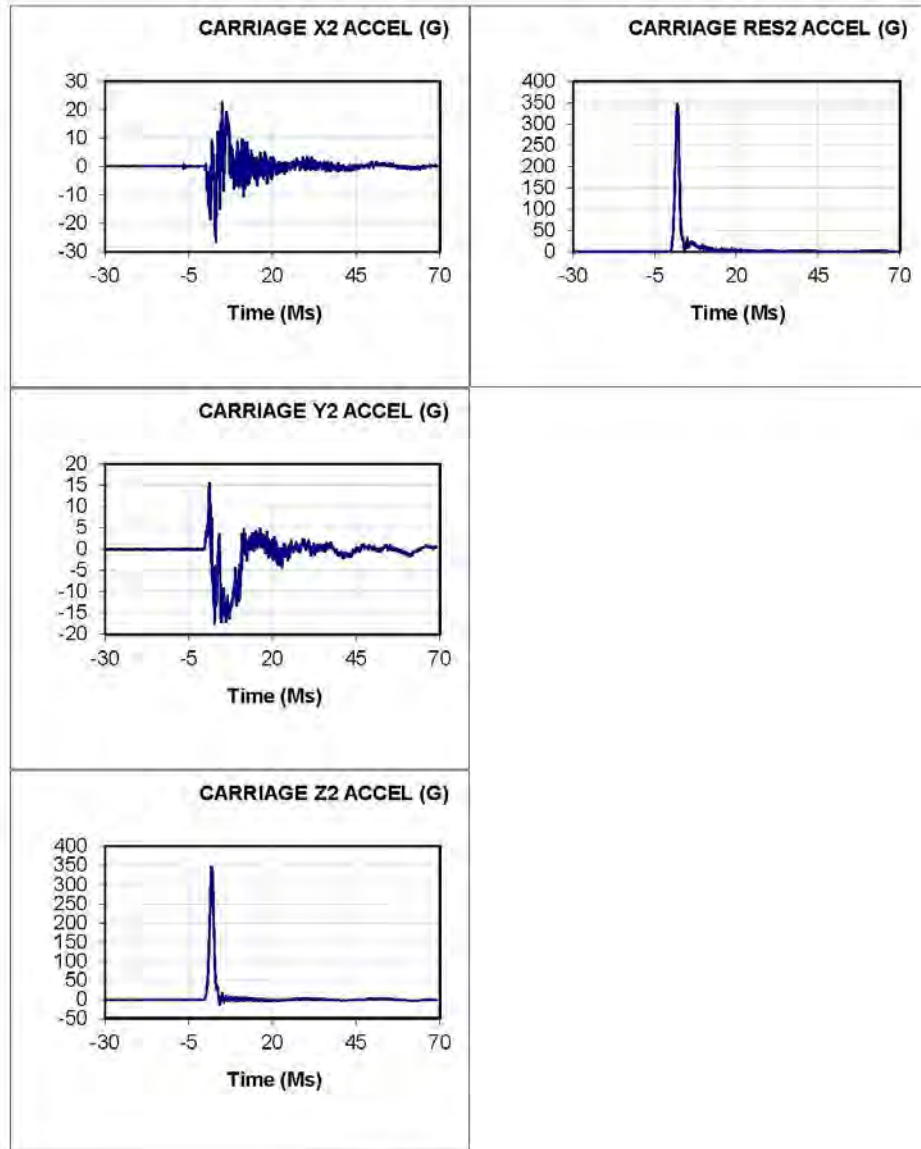 CARRIAGE X2 ACCEL (G)
30
20
10
0
-10
-20
-30
-30 -5 20 45 70
Time (Ms)
CARRIAGE RES2 ACCEL (G)
400
350
300
250
200
150
100
50
0
-30 -5 20 45 70
Time (Ms)
CARRIAGE Y2 ACCEL (G)
20
15
10
5
0
-5
-10
-15
-20
-30 -5 20 45 70
Time (Ms)
CARRIAGE Z2 ACCEL (G)
400
350
300
250
200
150
100
50
0
-50
-30 -5 20 45 70
Time (Ms)